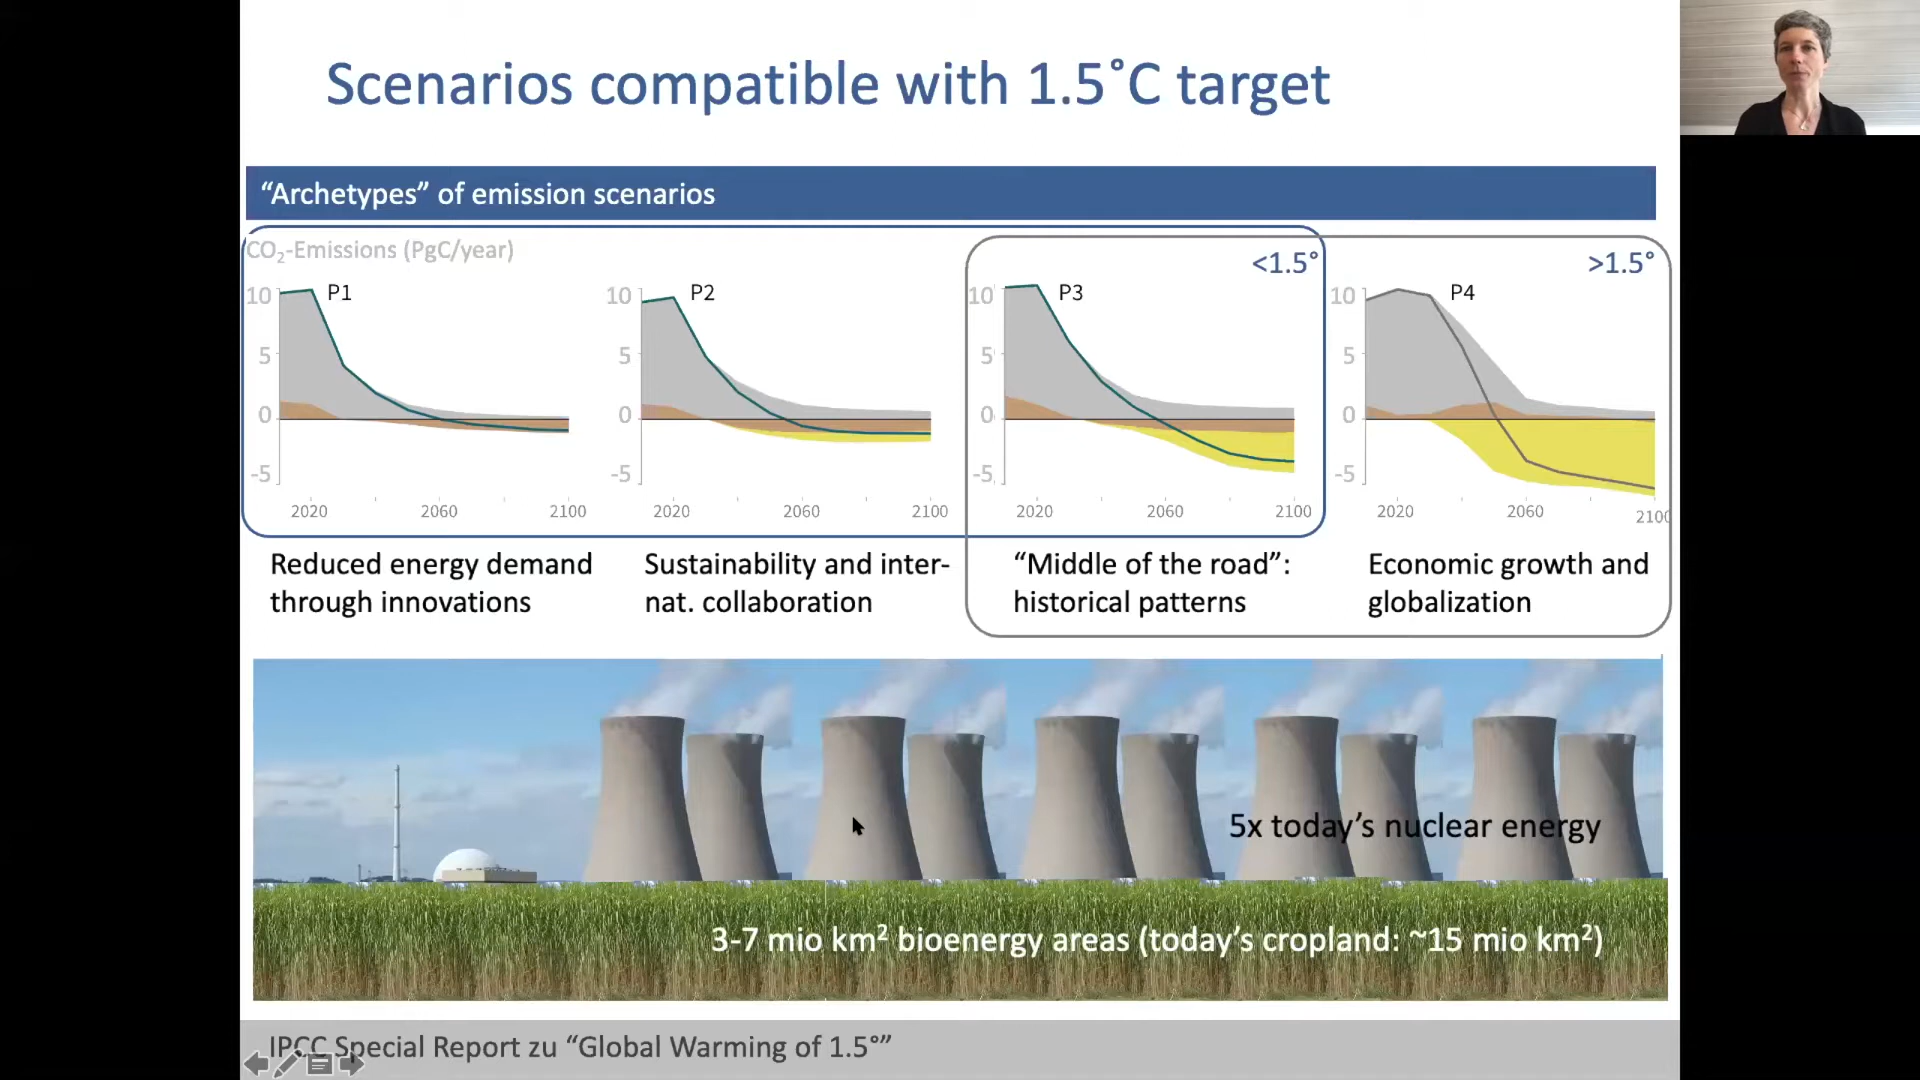 Scenarios compatible with 1.5°C target
“Archetypes” of emission scenarios
CO₂-Emissions (PgC/year)
<1.5°
>1.5°
10
5
0
-5
P1
2020
2060
2100
10
5
0
-5
P2
2020
2060
2100
10
5
0
-5
P3
2020
2060
2100
10
5
0
-5
P4
2020
2060
2100
Reduced energy demand
through innovations
Sustainability and inter-
nat. collaboration
“Middle of the road”:
historical patterns
Economic growth and
globalization
5x today’s nuclear energy
3-7 mio km² bioenergy areas (today’s cropland: ~15 mio km²)
IPCC Special Report zu “Global Warming of 1.5°”